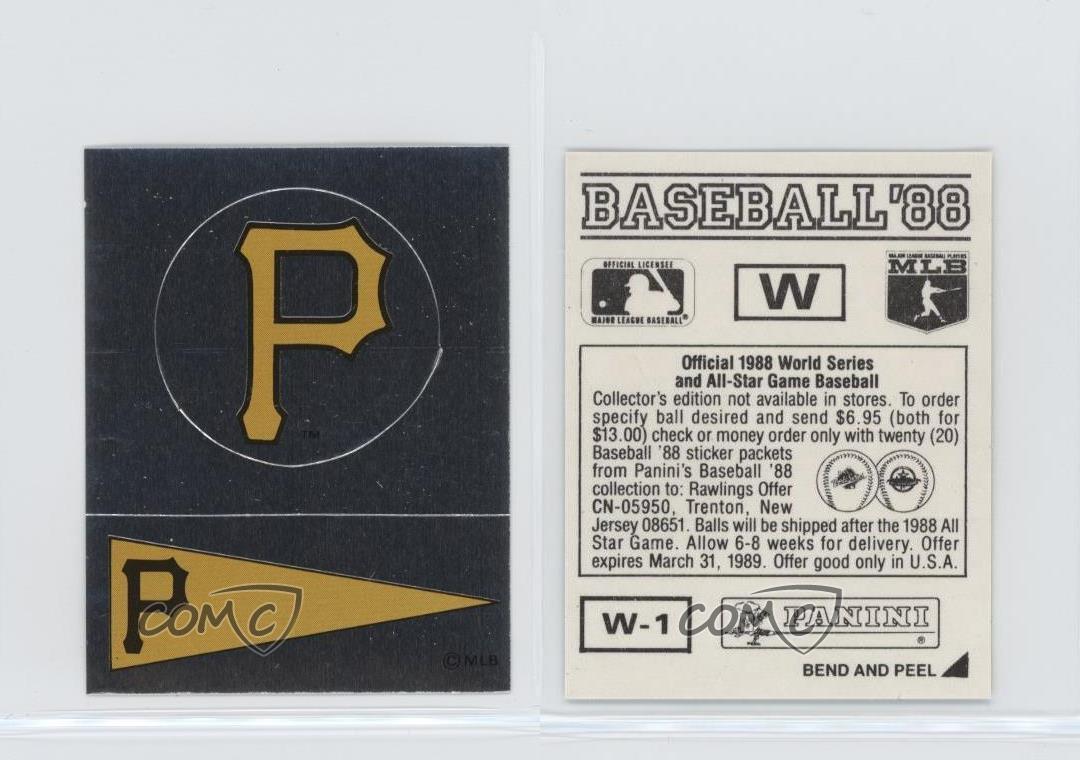 P
TM
P
COMC
©MLB
BASEBALL '88
OFFICIAL LICENSEE
MAJOR LEAGUE BASEBALL®
W
MAJOR LEAGUE BASEBALL PLAYERS
MLB
Official 1988 World Series
and All-Star Game Baseball
Collector's edition not available in stores. To order
specify ball desired and send $6.95 (both for
$13.00) check or money order only with twenty (20)
Baseball '88 sticker packets
from Panini's Baseball '88
collection to: Rawlings Offer
CN-05950, Trenton, New
Jersey 08651. Balls will be shipped after the 1988 All
Star Game. Allow 6-8 weeks for delivery. Offer
expires March 31, 1989. Offer good only in U.S.A.
W-1
COMC
PANINI
®
BEND AND PEEL